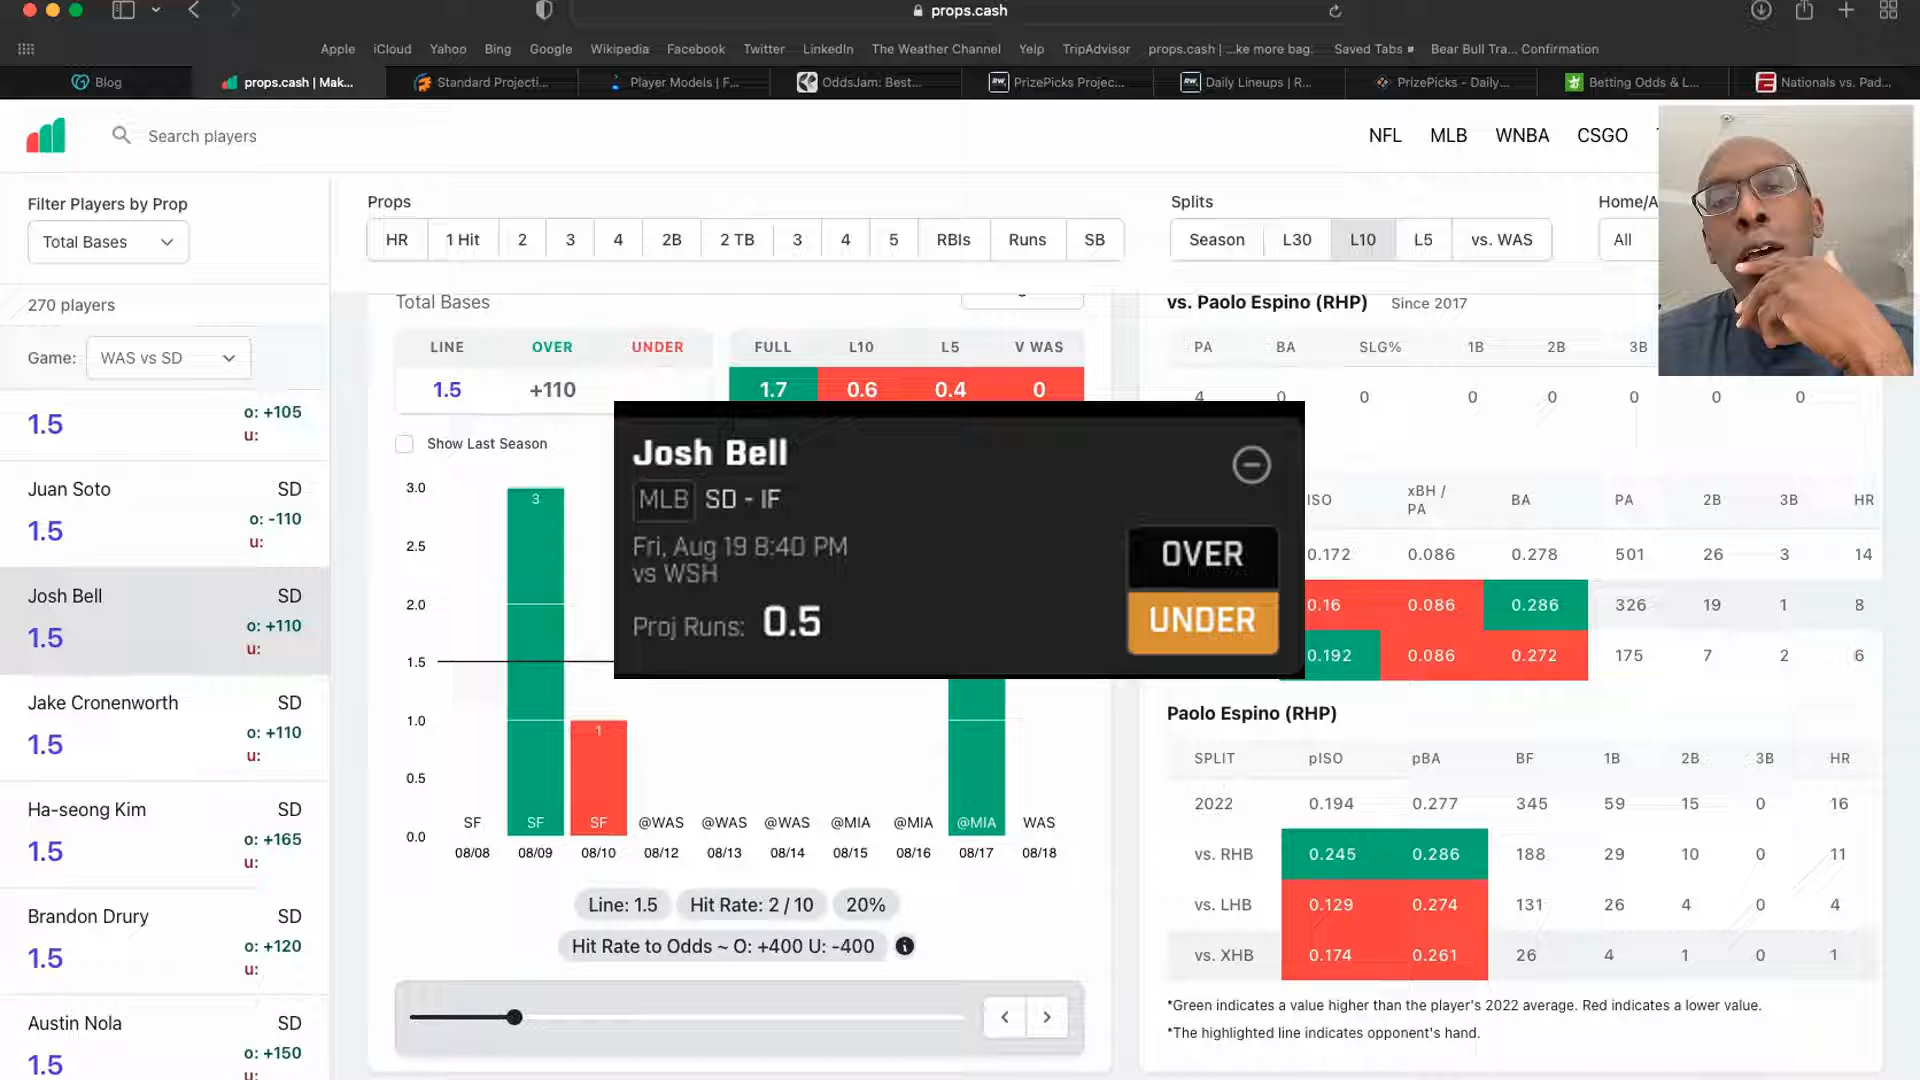 props.cash
Apple iCloud Yahoo Bing Google Wikipedia Facebook Twitter LinkedIn The Weather Channel Yelp TripAdvisor props.cash | ...ke more bag. Saved Tabs Bear Bull Tra... Confirmation
Blog props.cash | Mak... Standard Projecti... Player Models | F... OddsJam: Best... PrizePicks Projec... Daily Lineups | R... PrizePicks - Daily... Betting Odds & L... Nationals vs. Pad...
Search players NFL MLB WNBA CSGO
Filter Players by Prop
Total Bases
270 players
Game: WAS vs SD
1.5 o: +105
u:
Juan Soto SD
1.5 o: -110
u:
Josh Bell SD
1.5 o: +110
u:
Jake Cronenworth SD
1.5 o: +110
u:
Ha-seong Kim SD
1.5 o: +165
u:
Brandon Drury SD
1.5 o: +120
u:
Austin Nola SD
1.5 o: +150
u:
Props
HR 1 Hit 2 3 4 2B 2 TB 3 4 5 RBIs Runs SB
Splits
Season L30 L10 L5 vs. WAS
Home/A
All
Total Bases
LINE OVER UNDER
1.5 +110
FULL L10 L5 V WAS
1.7 0.6 0.4 0
Show Last Season
3.0
2.5
2.0
1.5
1.0
0.5
0.0
3
1
SF SF SF @WAS @WAS @WAS @MIA @MIA @MIA WAS
08/08 08/09 08/10 08/12 08/13 08/14 08/15 08/16 08/17 08/18
Line: 1.5 Hit Rate: 2 / 10 20%
Hit Rate to Odds ~ O: +400 U: -400
Josh Bell
MLB SD - IF
Fri, Aug 19 8:40 PM
vs WSH
Proj Runs: 0.5
OVER
UNDER
vs. Paolo Espino (RHP) Since 2017
PA BA SLG% 1B 2B 3B
4 0 0 0 0 0 0 0
ISO xBH / PA BA PA 2B 3B HR
0.172 0.086 0.278 501 26 3 14
0.16 0.086 0.286 326 19 1 8
0.192 0.086 0.272 175 7 2 6
Paolo Espino (RHP)
SPLIT pISO pBA BF 1B 2B 3B HR
2022 0.194 0.277 345 59 15 0 16
vs. RHB 0.245 0.286 188 29 10 0 11
vs. LHB 0.129 0.274 131 26 4 0 4
vs. XHB 0.174 0.261 26 4 1 0 1
*Green indicates a value higher than the player's 2022 average. Red indicates a lower value.
*The highlighted line indicates opponent's hand.